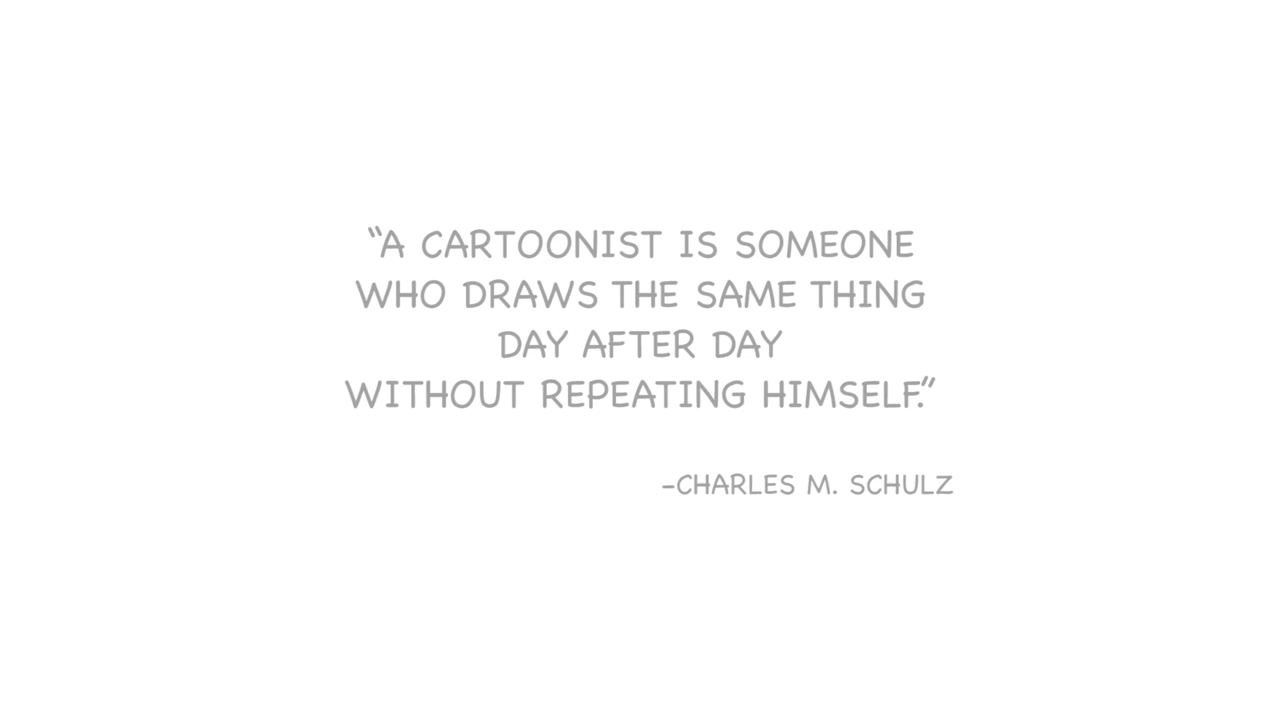 “A CARTOONIST IS SOMEONE
WHO DRAWS THE SAME THING
DAY AFTER DAY
WITHOUT REPEATING HIMSELF.”
–CHARLES M. SCHULZ